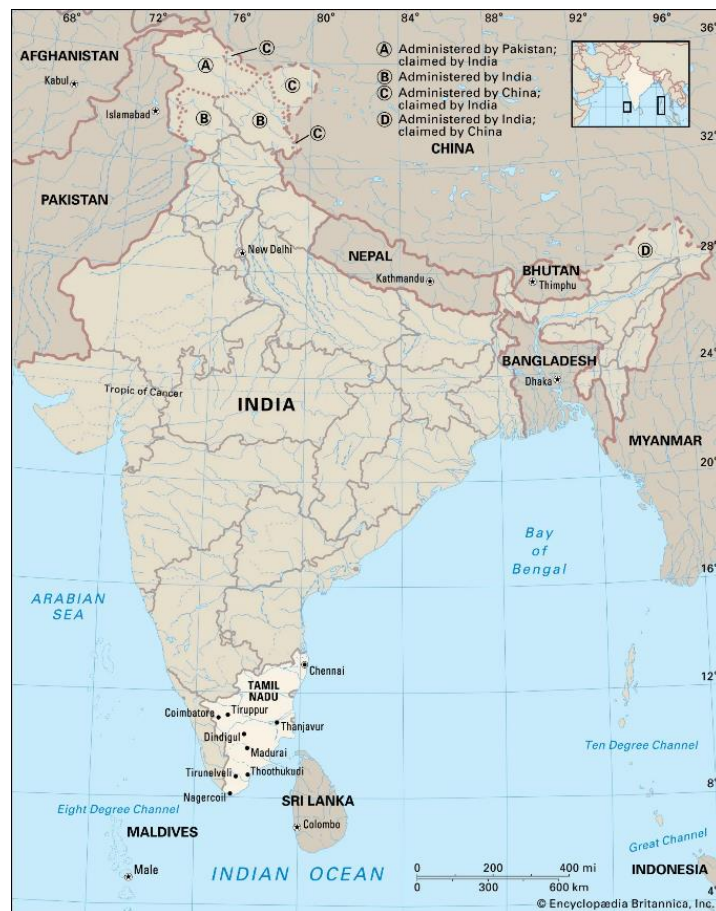 68°
72°
76°
80°
84°
88°
92°
96°
36°
AFGHANISTAN
Kabul
C
A
C
B
B
C
Islamabad
A Administered by Pakistan;
claimed by India
B Administered by India
C Administered by China;
claimed by India
D Administered by India;
claimed by China
CHINA
32°
PAKISTAN
New Delhi
NEPAL
Kathmandu
BHUTAN
Thimphu
D
28°
BANGLADESH
Dhaka
24°
Tropic of Cancer
INDIA
MYANMAR
20°
Bay
of
Bengal
16°
ARABIAN
SEA
Chennai
12°
TAMIL
NADU
Coimbatore
Tiruppur
Thanjavur
Dindigul
Madurai
Ten Degree Channel
Tirunelveli
Thoothukudi
Nagercoil
8°
SRI LANKA
Colombo
Eight Degree Channel
MALDIVES
Male
INDIAN OCEAN
Great Channel
INDONESIA
4°
0 200 400 mi
0 300 600 km
© Encyclopædia Britannica, Inc.